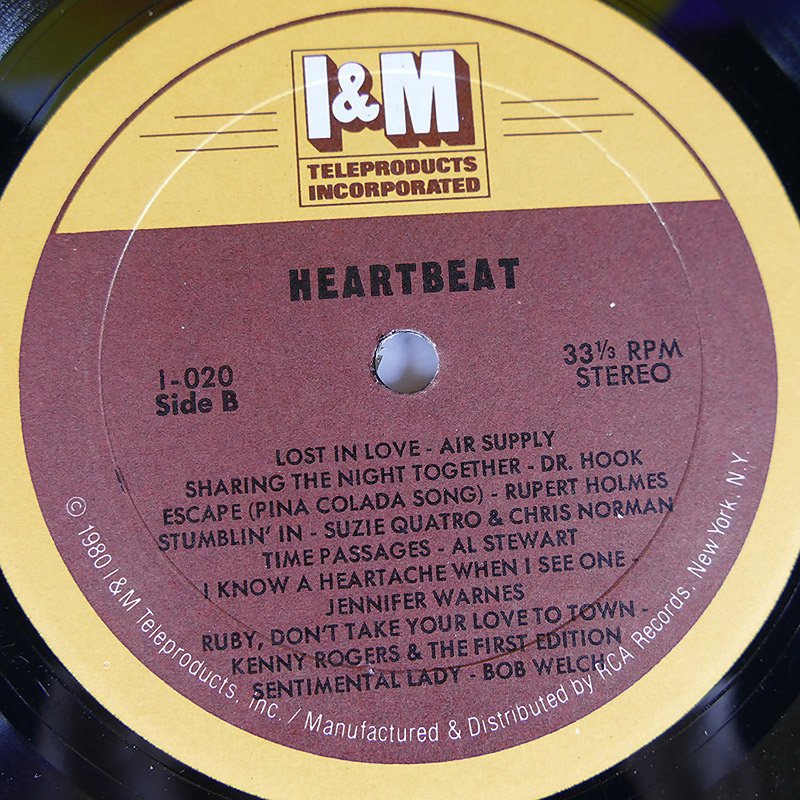 I&M
TELEPRODUCTS
INCORPORATED
HEARTBEAT
I-020
Side B
33⅓ RPM
STEREO
LOST IN LOVE - AIR SUPPLY
SHARING THE NIGHT TOGETHER - DR. HOOK
ESCAPE (PINA COLADA SONG) - RUPERT HOLMES
STUMBLIN' IN - SUZIE QUATRO & CHRIS NORMAN
TIME PASSAGES - AL STEWART
I KNOW A HEARTACHE WHEN I SEE ONE -
JENNIFER WARNES
RUBY, DON'T TAKE YOUR LOVE TO TOWN -
KENNY ROGERS & THE FIRST EDITION
SENTIMENTAL LADY - BOB WELCH
© 1980 I&M Teleproducts, inc. / Manufactured & Distributed by RCA Records, New York, N.Y.